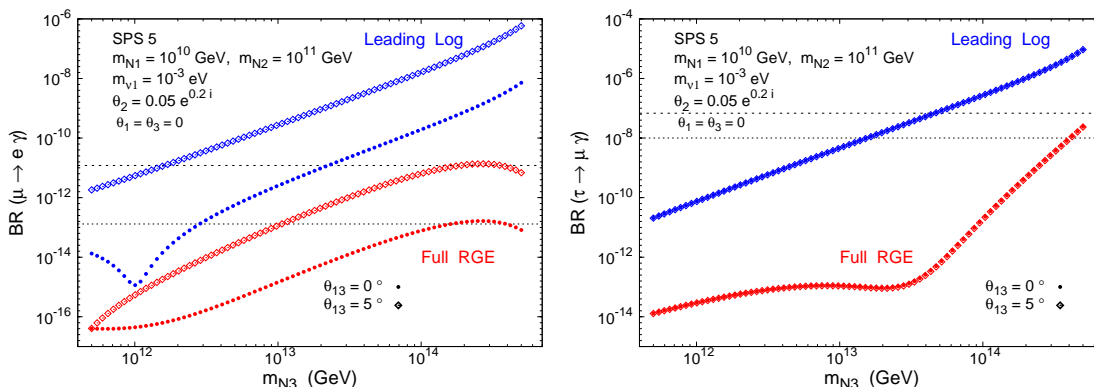 10^-6
10^-8
10^-10
10^-12
10^-14
10^-16
BR (μ → e γ)
SPS 5
m_N1 = 10^10 GeV, m_N2 = 10^11 GeV
m_ν1 = 10^-3 eV
θ_2 = 0.05 e^0.2 i
θ_1 = θ_3 = 0
Leading Log
Full RGE
θ_13 = 0 °
θ_13 = 5 °
10^12
10^13
10^14
m_N3 (GeV)
10^-4
10^-6
10^-8
10^-10
10^-12
10^-14
BR (τ → μ γ)
SPS 5
m_N1 = 10^10 GeV, m_N2 = 10^11 GeV
m_ν1 = 10^-3 eV
θ_2 = 0.05 e^0.2 i
θ_1 = θ_3 = 0
Leading Log
Full RGE
θ_13 = 0 °
θ_13 = 5 °
10^12
10^13
10^14
m_N3 (GeV)